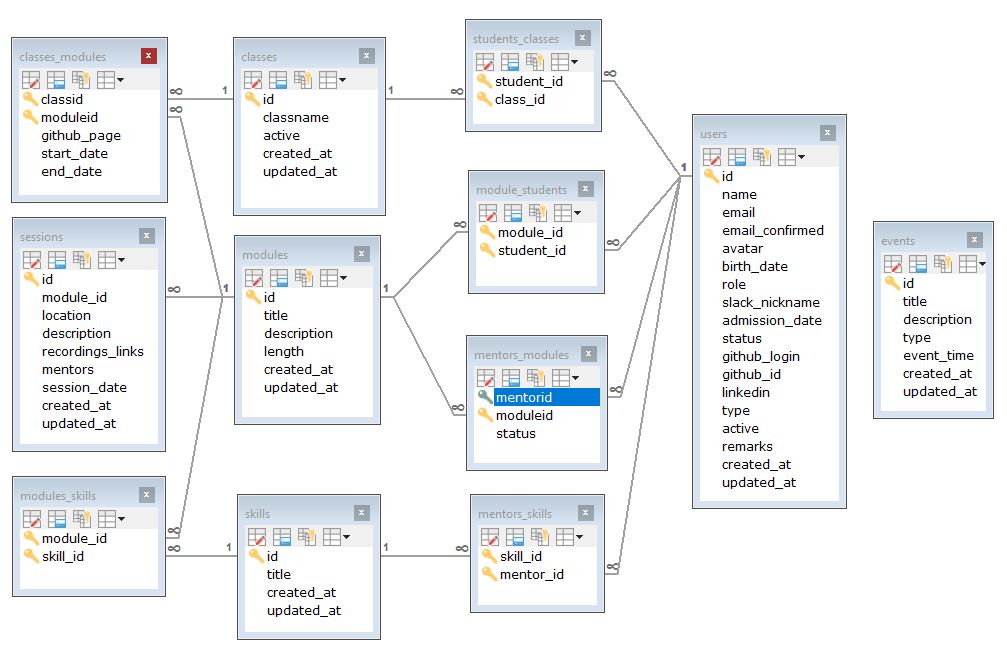 classes_modules
x
classid
moduleid
github_page
start_date
end_date
classes
x
id
classname
active
created_at
updated_at
students_classes
x
student_id
class_id
sessions
x
id
module_id
location
description
recordings_links
mentors
session_date
created_at
updated_at
modules
x
id
title
description
length
created_at
updated_at
module_students
x
module_id
student_id
mentors_modules
x
mentorid
moduleid
status
users
x
id
name
email
email_confirmed
avatar
birth_date
role
slack_nickname
admission_date
status
github_login
github_id
linkedin
type
active
remarks
created_at
updated_at
events
x
id
title
description
type
event_time
created_at
updated_at
modules_skills
x
module_id
skill_id
skills
x
id
title
created_at
updated_at
mentors_skills
x
skill_id
mentor_id
∞
1
1
∞
∞
∞
1
1
∞
∞
∞
∞
1
∞
∞
∞
1
1
∞
∞